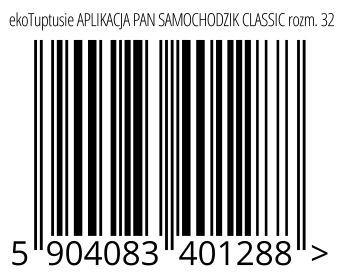 ekoTuptusie APLIKACJA PAN SAMOCHODZIK CLASSIC rozm. 32
5 904083 401288 >